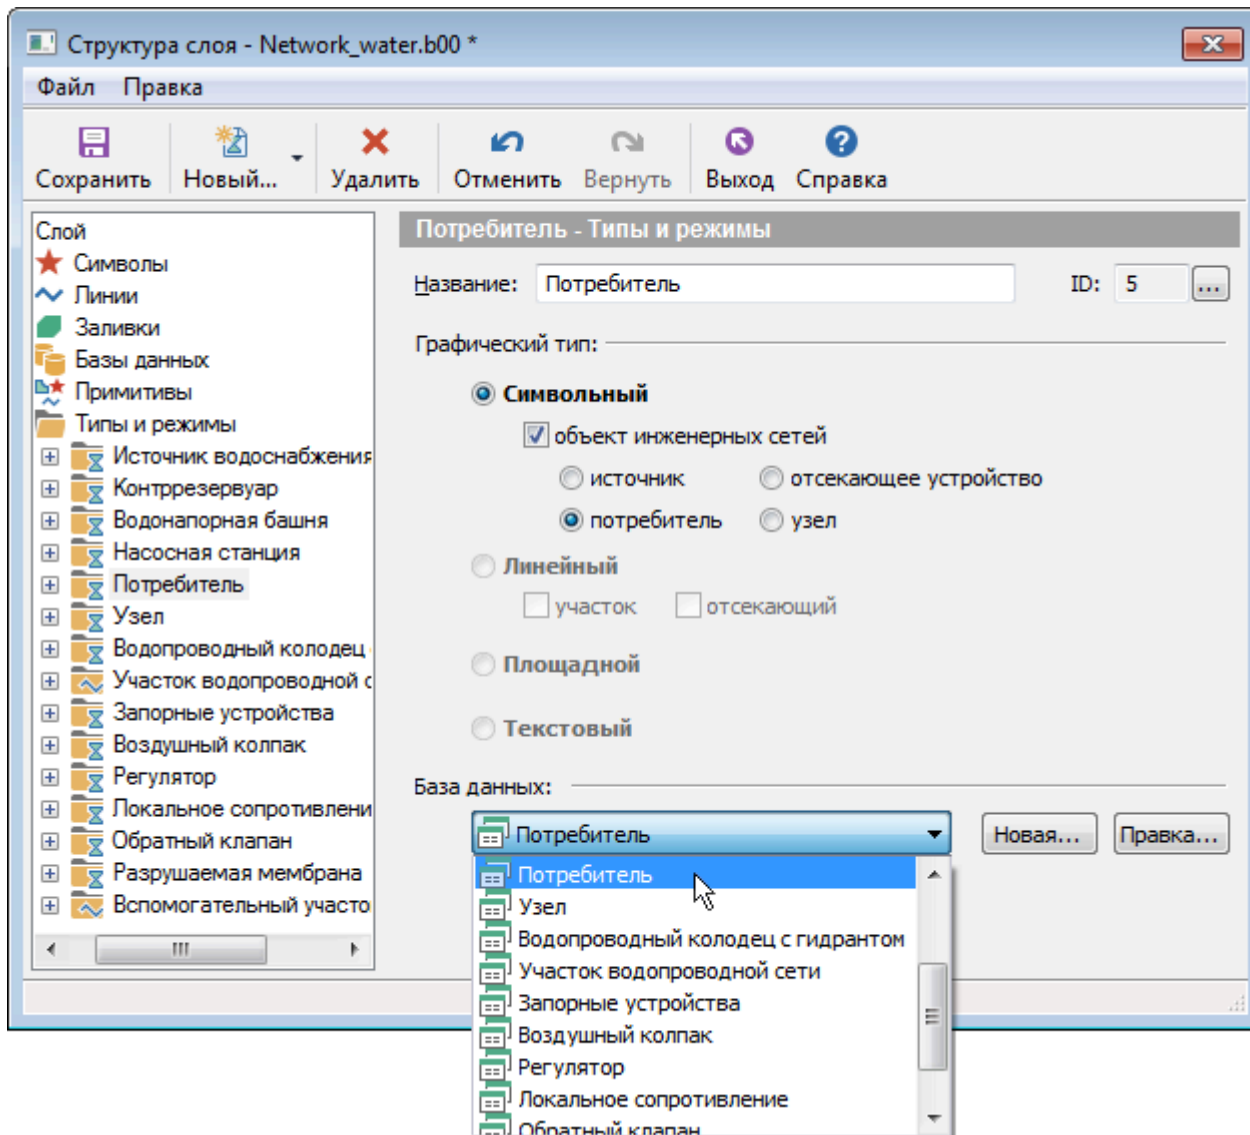 Структура слоя - Network_water.b00 *
Файл Правка
Сохранить Новый... Удалить Отменить Вернуть Выход Справка
Слой
Символы
Линии
Заливки
Базы данных
Примитивы
Типы и режимы
Источник водоснабжения
Контррезервуар
Водонапорная башня
Насосная станция
Потребитель
Узел
Водопроводный колодец
Участок водопроводной с
Запорные устройства
Воздушный колпак
Регулятор
Локальное сопротивлени
Обратный клапан
Разрушаемая мембрана
Вспомогательный участо
Потребитель - Типы и режимы
Название: Потребитель ID: 5 ...
Графический тип:
Символьный
объект инженерных сетей
источник отсекающее устройство
потребитель узел
Линейный
участок отсекающий
Площадной
Текстовый
База данных:
Потребитель Новая... Правка...
Потребитель
Узел
Водопроводный колодец с гидрантом
Участок водопроводной сети
Запорные устройства
Воздушный колпак
Регулятор
Локальное сопротивление
Обратный клапан